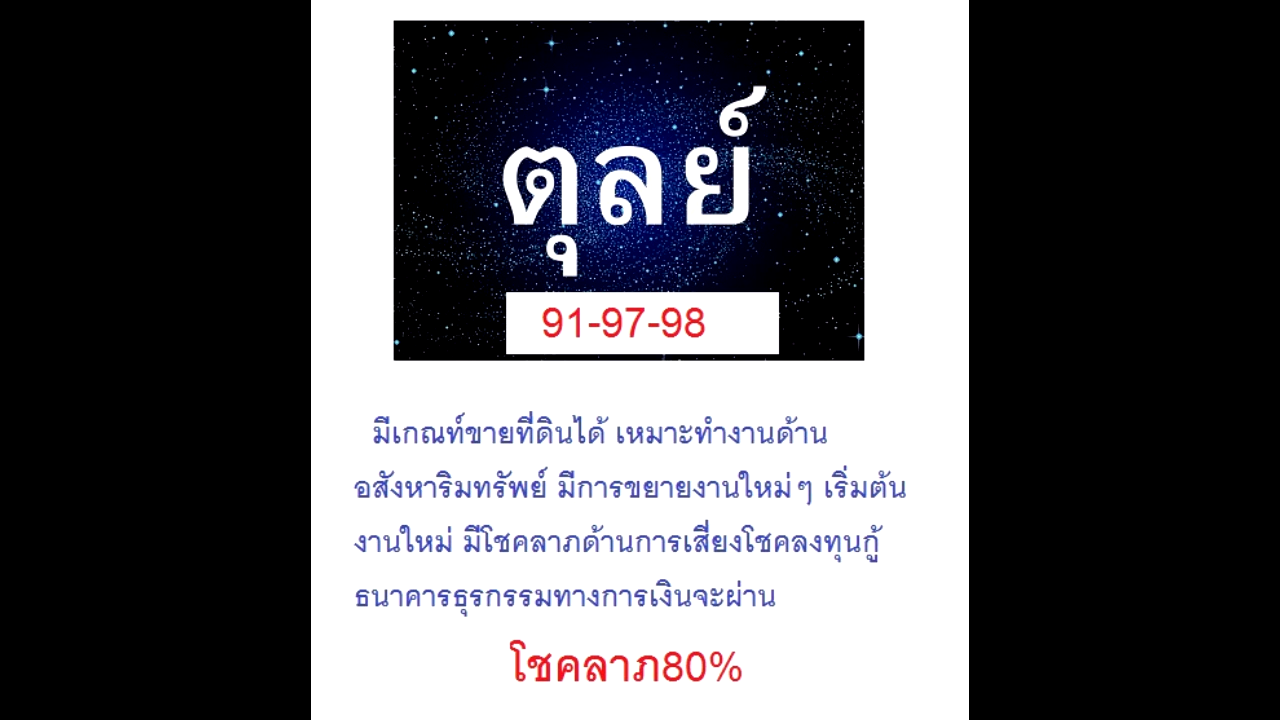 ตุลย์
91-97-98
มีเกณท์ขายที่ดินได้ เหมาะทำงานด้าน
อสังหาริมทรัพย์ มีการขยายงานใหม่ๆ เริ่มต้น
งานใหม่ มีโชคลาภด้านการเสี่ยงโชคลงทุนกู้
ธนาคารธุรกรรมทางการเงินจะผ่าน
โชคลาภ80%